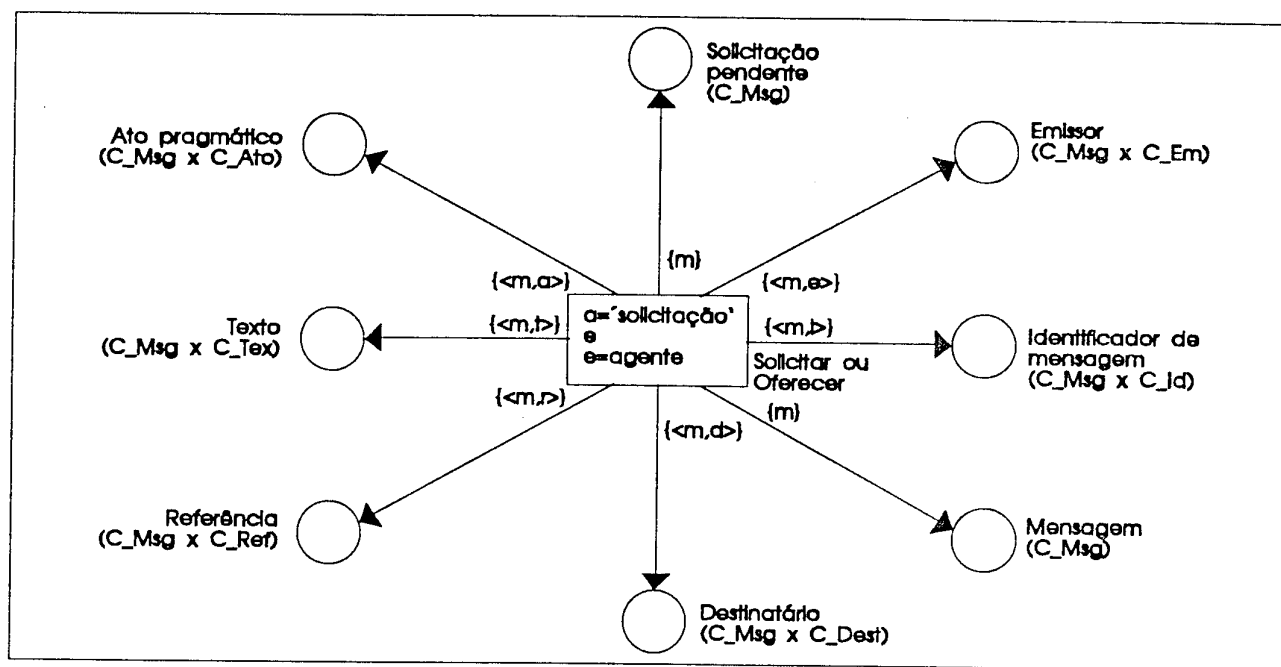 Solicitação
pendente
(C_Msg)
Ato pragmático
(C_Msg x C_Ato)
Emissor
(C_Msg x C_Em)
{m}
{<m,a>}
{<m,e>}
Texto
(C_Msg x C_Tex)
{<m,t>}
a=´solicitação‘
e
e=agente
{<m,i>}
Identificador de
mensagem
(C_Msg x C_Id)
Solicitar ou
Oferecer
{<m,r>}
{<m,d>}
{m}
Referência
(C_Msg x C_Ref)
Mensagem
(C_Msg)
Destinatário
(C_Msg x C_Dest)